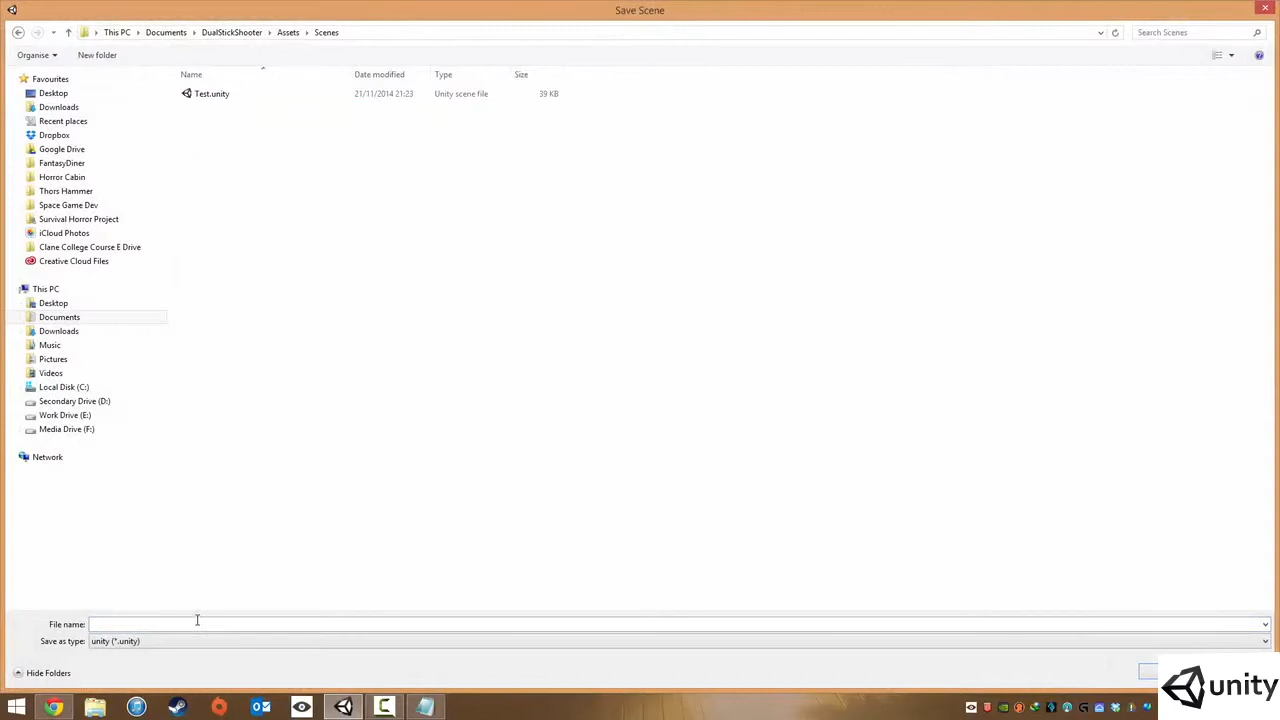 Save Scene
This PC Documents DualStickShooter Assets Scenes
Search Scenes
Organise New folder
Name Date modified Type Size
Test.unity 21/11/2014 21:23 Unity scene file 39 KB
Favourites
Desktop
Downloads
Recent places
Dropbox
Google Drive
FantasyDiner
Horror Cabin
Thors Hammer
Space Game Dev
Survival Horror Project
iCloud Photos
Clane College Course E Drive
Creative Cloud Files
This PC
Desktop
Documents
Downloads
Music
Pictures
Videos
Local Disk (C:)
Secondary Drive (D:)
Work Drive (E:)
Media Drive (F:)
Network
File name:
Save as type: unity (*.unity)
Hide Folders
unity